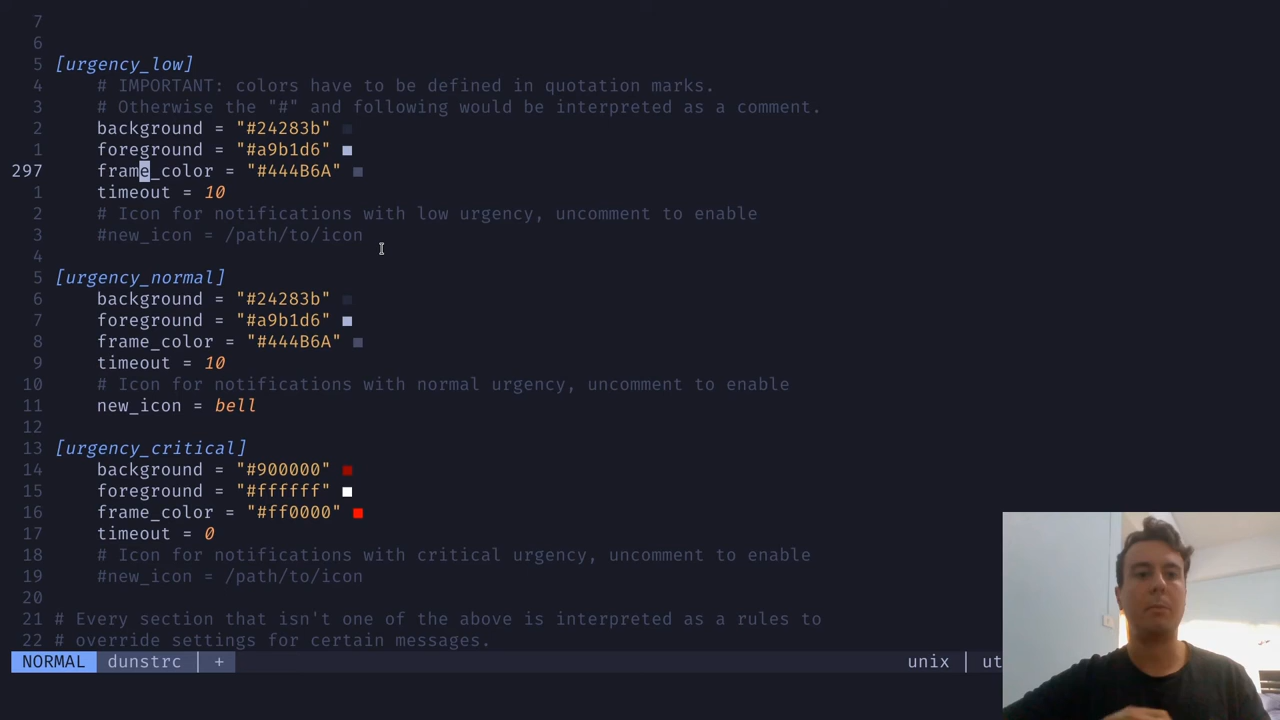 7
6
5 [urgency_low]
4 # IMPORTANT: colors have to be defined in quotation marks.
3 # Otherwise the "#" and following would be interpreted as a comment.
2 background = "#24283b"
1 foreground = "#a9b1d6"
297 frame_color = "#444B6A"
1 timeout = 10
2 # Icon for notifications with low urgency, uncomment to enable
3 #new_icon = /path/to/icon
4
5 [urgency_normal]
6 background = "#24283b"
7 foreground = "#a9b1d6"
8 frame_color = "#444B6A"
9 timeout = 10
10 # Icon for notifications with normal urgency, uncomment to enable
11 new_icon = bell
12
13 [urgency_critical]
14 background = "#900000"
15 foreground = "#ffffff"
16 frame_color = "#ff0000"
17 timeout = 0
18 # Icon for notifications with critical urgency, uncomment to enable
19 #new_icon = /path/to/icon
20
21 # Every section that isn't one of the above is interpreted as a rules to
22 # override settings for certain messages.
NORMAL dunstrc | + unix | ut